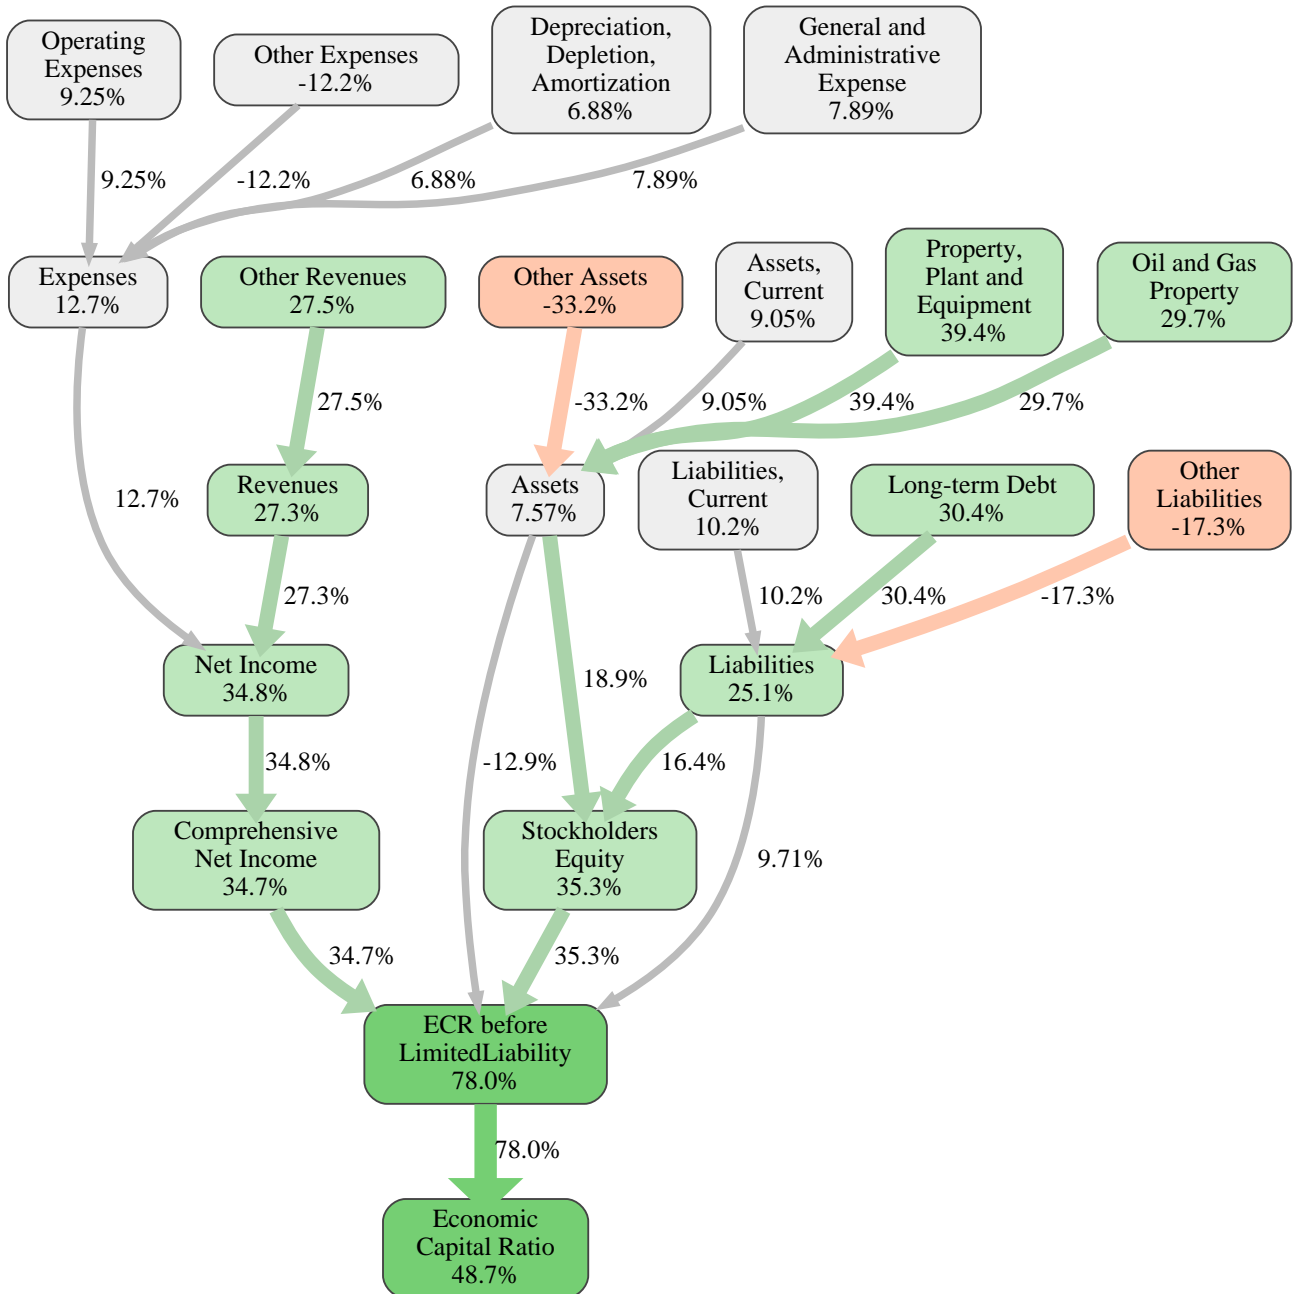 Operating
Expenses
9.25%
Other Expenses
-12.2%
Depreciation,
Depletion,
Amortization
6.88%
General and
Administrative
Expense
7.89%
9.25%
-12.2%
6.88%
7.89%
Expenses
12.7%
Other Revenues
27.5%
Other Assets
-33.2%
Assets,
Current
9.05%
Property,
Plant and
Equipment
39.4%
Oil and Gas
Property
29.7%
27.5%
-33.2%
9.05%
39.4%
29.7%
12.7%
Revenues
27.3%
Assets
7.57%
Liabilities,
Current
10.2%
Long-term Debt
30.4%
Other
Liabilities
-17.3%
27.3%
10.2%
30.4%
-17.3%
Net Income
34.8%
18.9%
Liabilities
25.1%
34.8%
-12.9%
16.4%
Comprehensive
Net Income
34.7%
Stockholders
Equity
35.3%
9.71%
34.7%
35.3%
ECR before
LimitedLiability
78.0%
78.0%
Economic
Capital Ratio
48.7%